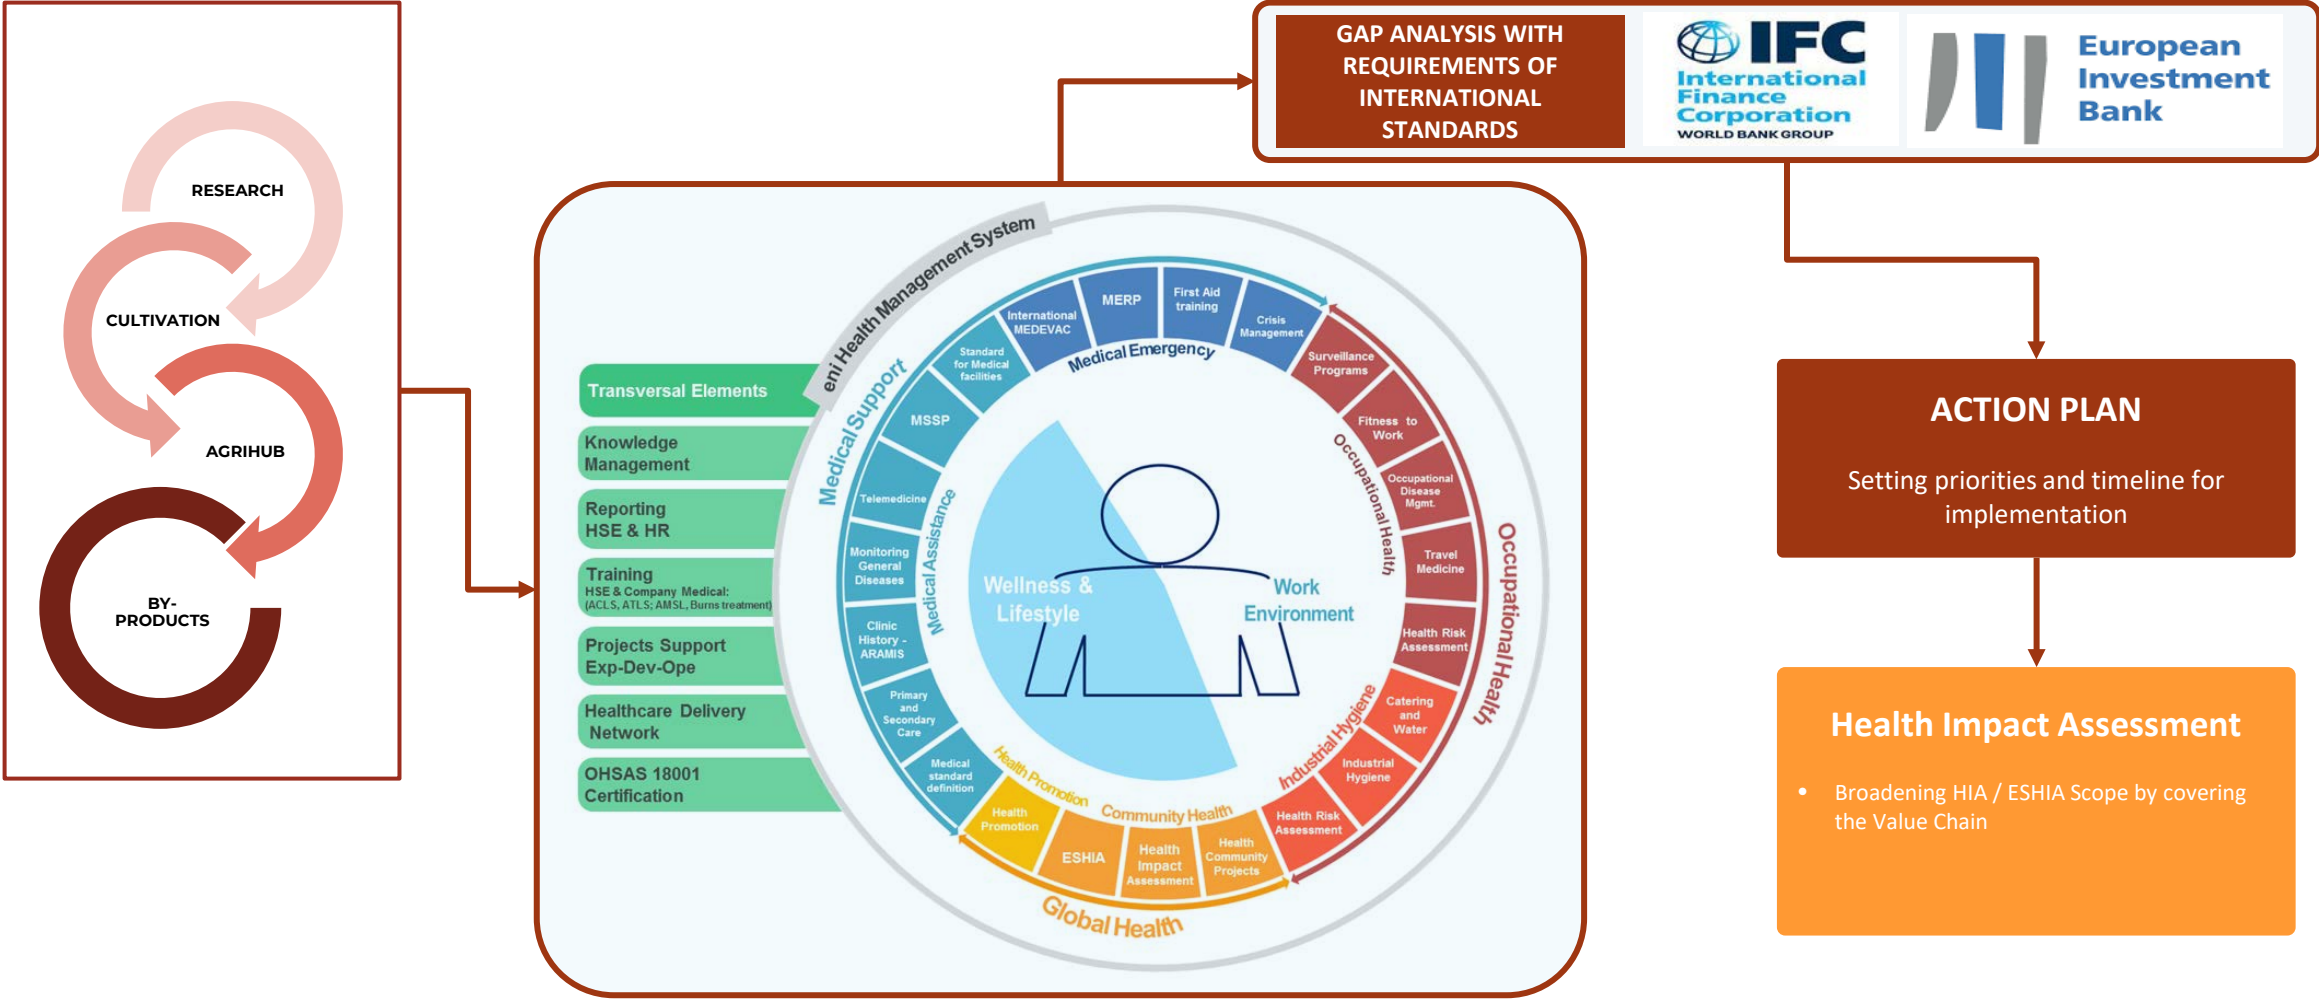 RESEARCH
CULTIVATION
AGRIHUB
BY-
PRODUCTS
GAP ANALYSIS WITH
REQUIREMENTS OF
INTERNATIONAL
STANDARDS
IFC
International
Finance
Corporation
WORLD BANK GROUP
European
Investment
Bank
eni Health Management System
Transversal Elements
Knowledge
Management
Reporting
HSE & HR
Training
HSE & Company Medical:
(ACLS, ATLS; AMSL, Burns treatment)
Projects Support
Exp-Dev-Ope
Healthcare Delivery
Network
OHSAS 18001
Certification
Medical Support
Medical Emergency
International
MEDEVAC
MERP
First Aid
training
Crisis
Management
Standard
for Medical
facilities
MSSP
Telemedicine
Monitoring
General
Diseases
Clinic
History -
ARAMIS
Primary
and
Secondary
Care
Medical
standard
definition
Medical Assistance
Surveillance
Programs
Fitness to
Work
Occupational
Disease
Mgmt.
Travel
Medicine
Health Risk
Assessment
Occupational Health
Occupational Health
Catering
and
Water
Industrial
Hygiene
Health Risk
Assessment
Industrial Hygiene
Wellness &
Lifestyle
Work
Environment
Health Promotion
Community Health
Health
Promotion
ESHIA
Health
Impact
Assessment
Health
Community
Projects
Global Health
ACTION PLAN
Setting priorities and timeline for
implementation
Health Impact Assessment
• Broadening HIA / ESHIA Scope by covering
the Value Chain